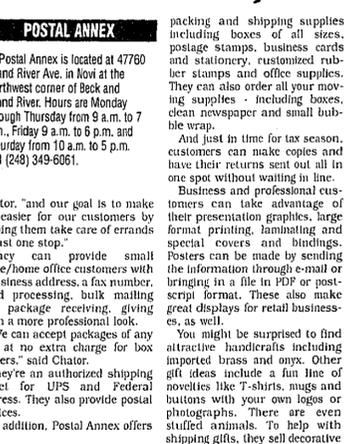 POSTAL ANNEX
Postal Annex is located at 47760
and River Ave. in Novi at the
rthwest corner of Beck and
and River. Hours are Monday
ough Thursday from 9 a.m. to 7
n., Friday 9 a.m. to 6 p.m. and
urday from 10 a.m. to 5 p.m.
l (248) 349-6061.
tor, "and our goal is to make
easier for our customers by
ing them take care of errands
ust one stop."
ncy can provide small
e/home office customers with
siness address, a fax number,
d processing, bulk mailing
package receiving, giving
n a more professional look.
We can accept packages of any
at no extra charge for box
ers," said Chator.
hey're an authorized shipping
et for UPS and Federal
ress. They also provide postal
ices.
addition, Postal Annex offers
packing and shipping supplies
including boxes of all sizes,
postage stamps, business cards
and stationery, customized rub-
ber stamps and office supplies.
They can also order all your mov-
ing supplies - including boxes,
clean newspaper and small bub-
ble wrap.
And just in time for tax season,
customers can make copies and
have their returns sent out all in
one spot without waiting in line.
Business and professional cus-
tomers can take advantage of
their presentation graphics, large
format printing, laminating and
special covers and bindings.
Posters can be made by sending
the information through e-mail or
bringing in a file in PDF or post-
script format. These also make
great displays for retail business-
es, as well.
You might be surprised to find
attractive handicrafts including
imported brass and onyx. Other
gift ideas include a fun line of
novelties like T-shirts, mugs and
buttons with your own logos or
photographs. There are even
stuffed animals. To help with
shipping gifts, they sell decorative